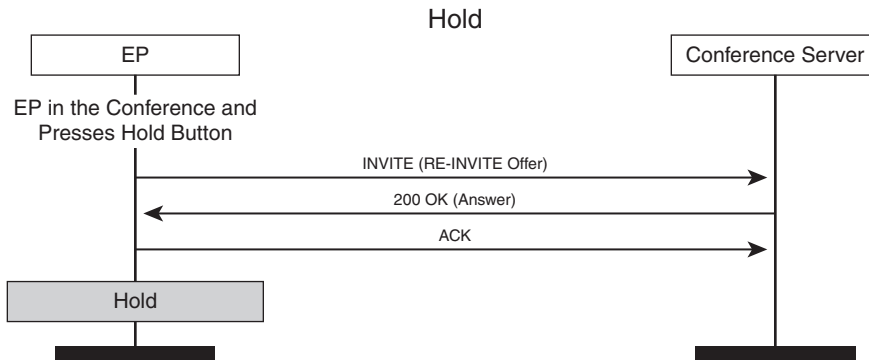 Hold
EP
Conference Server
EP in the Conference and
Presses Hold Button
INVITE (RE-INVITE Offer)
200 OK (Answer)
ACK
Hold